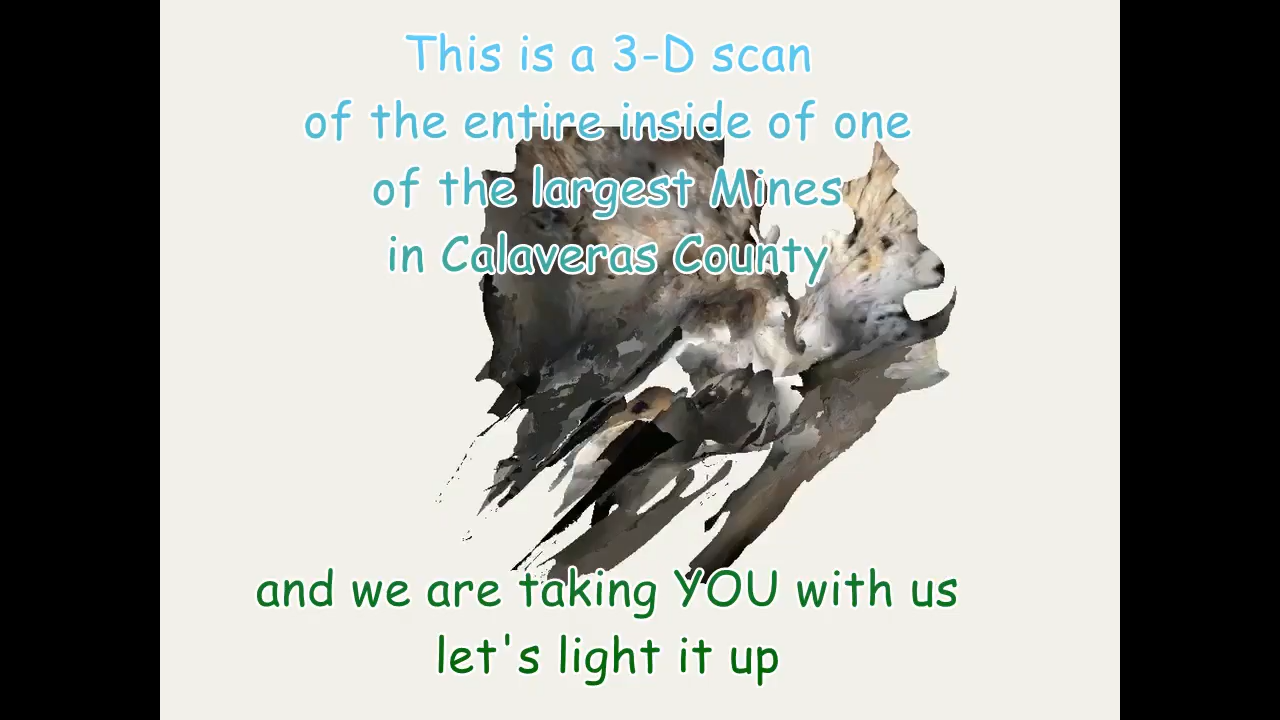 This is a 3-D scan
of the entire inside of one
of the largest Mines
in Calaveras County
and we are taking YOU with us
let's light it up